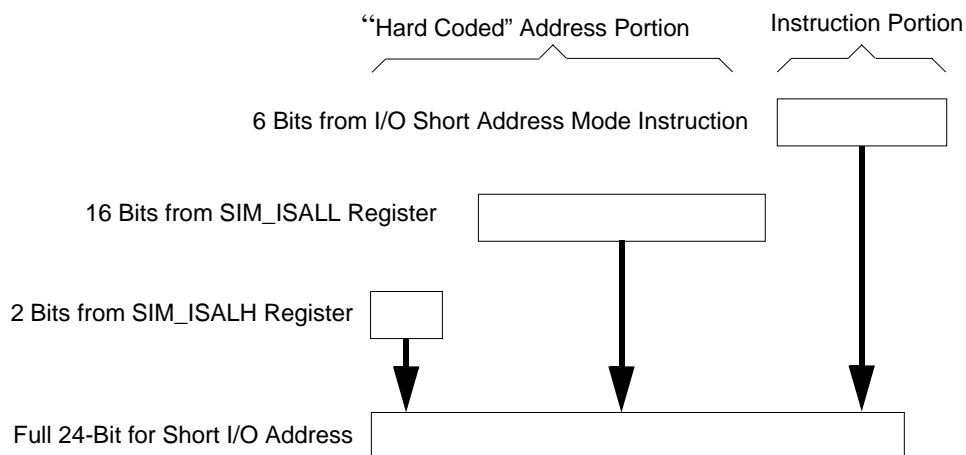 “Hard Coded” Address Portion
Instruction Portion
6 Bits from I/O Short Address Mode Instruction
16 Bits from SIM_ISALL Register
2 Bits from SIM_ISALH Register
Full 24-Bit for Short I/O Address